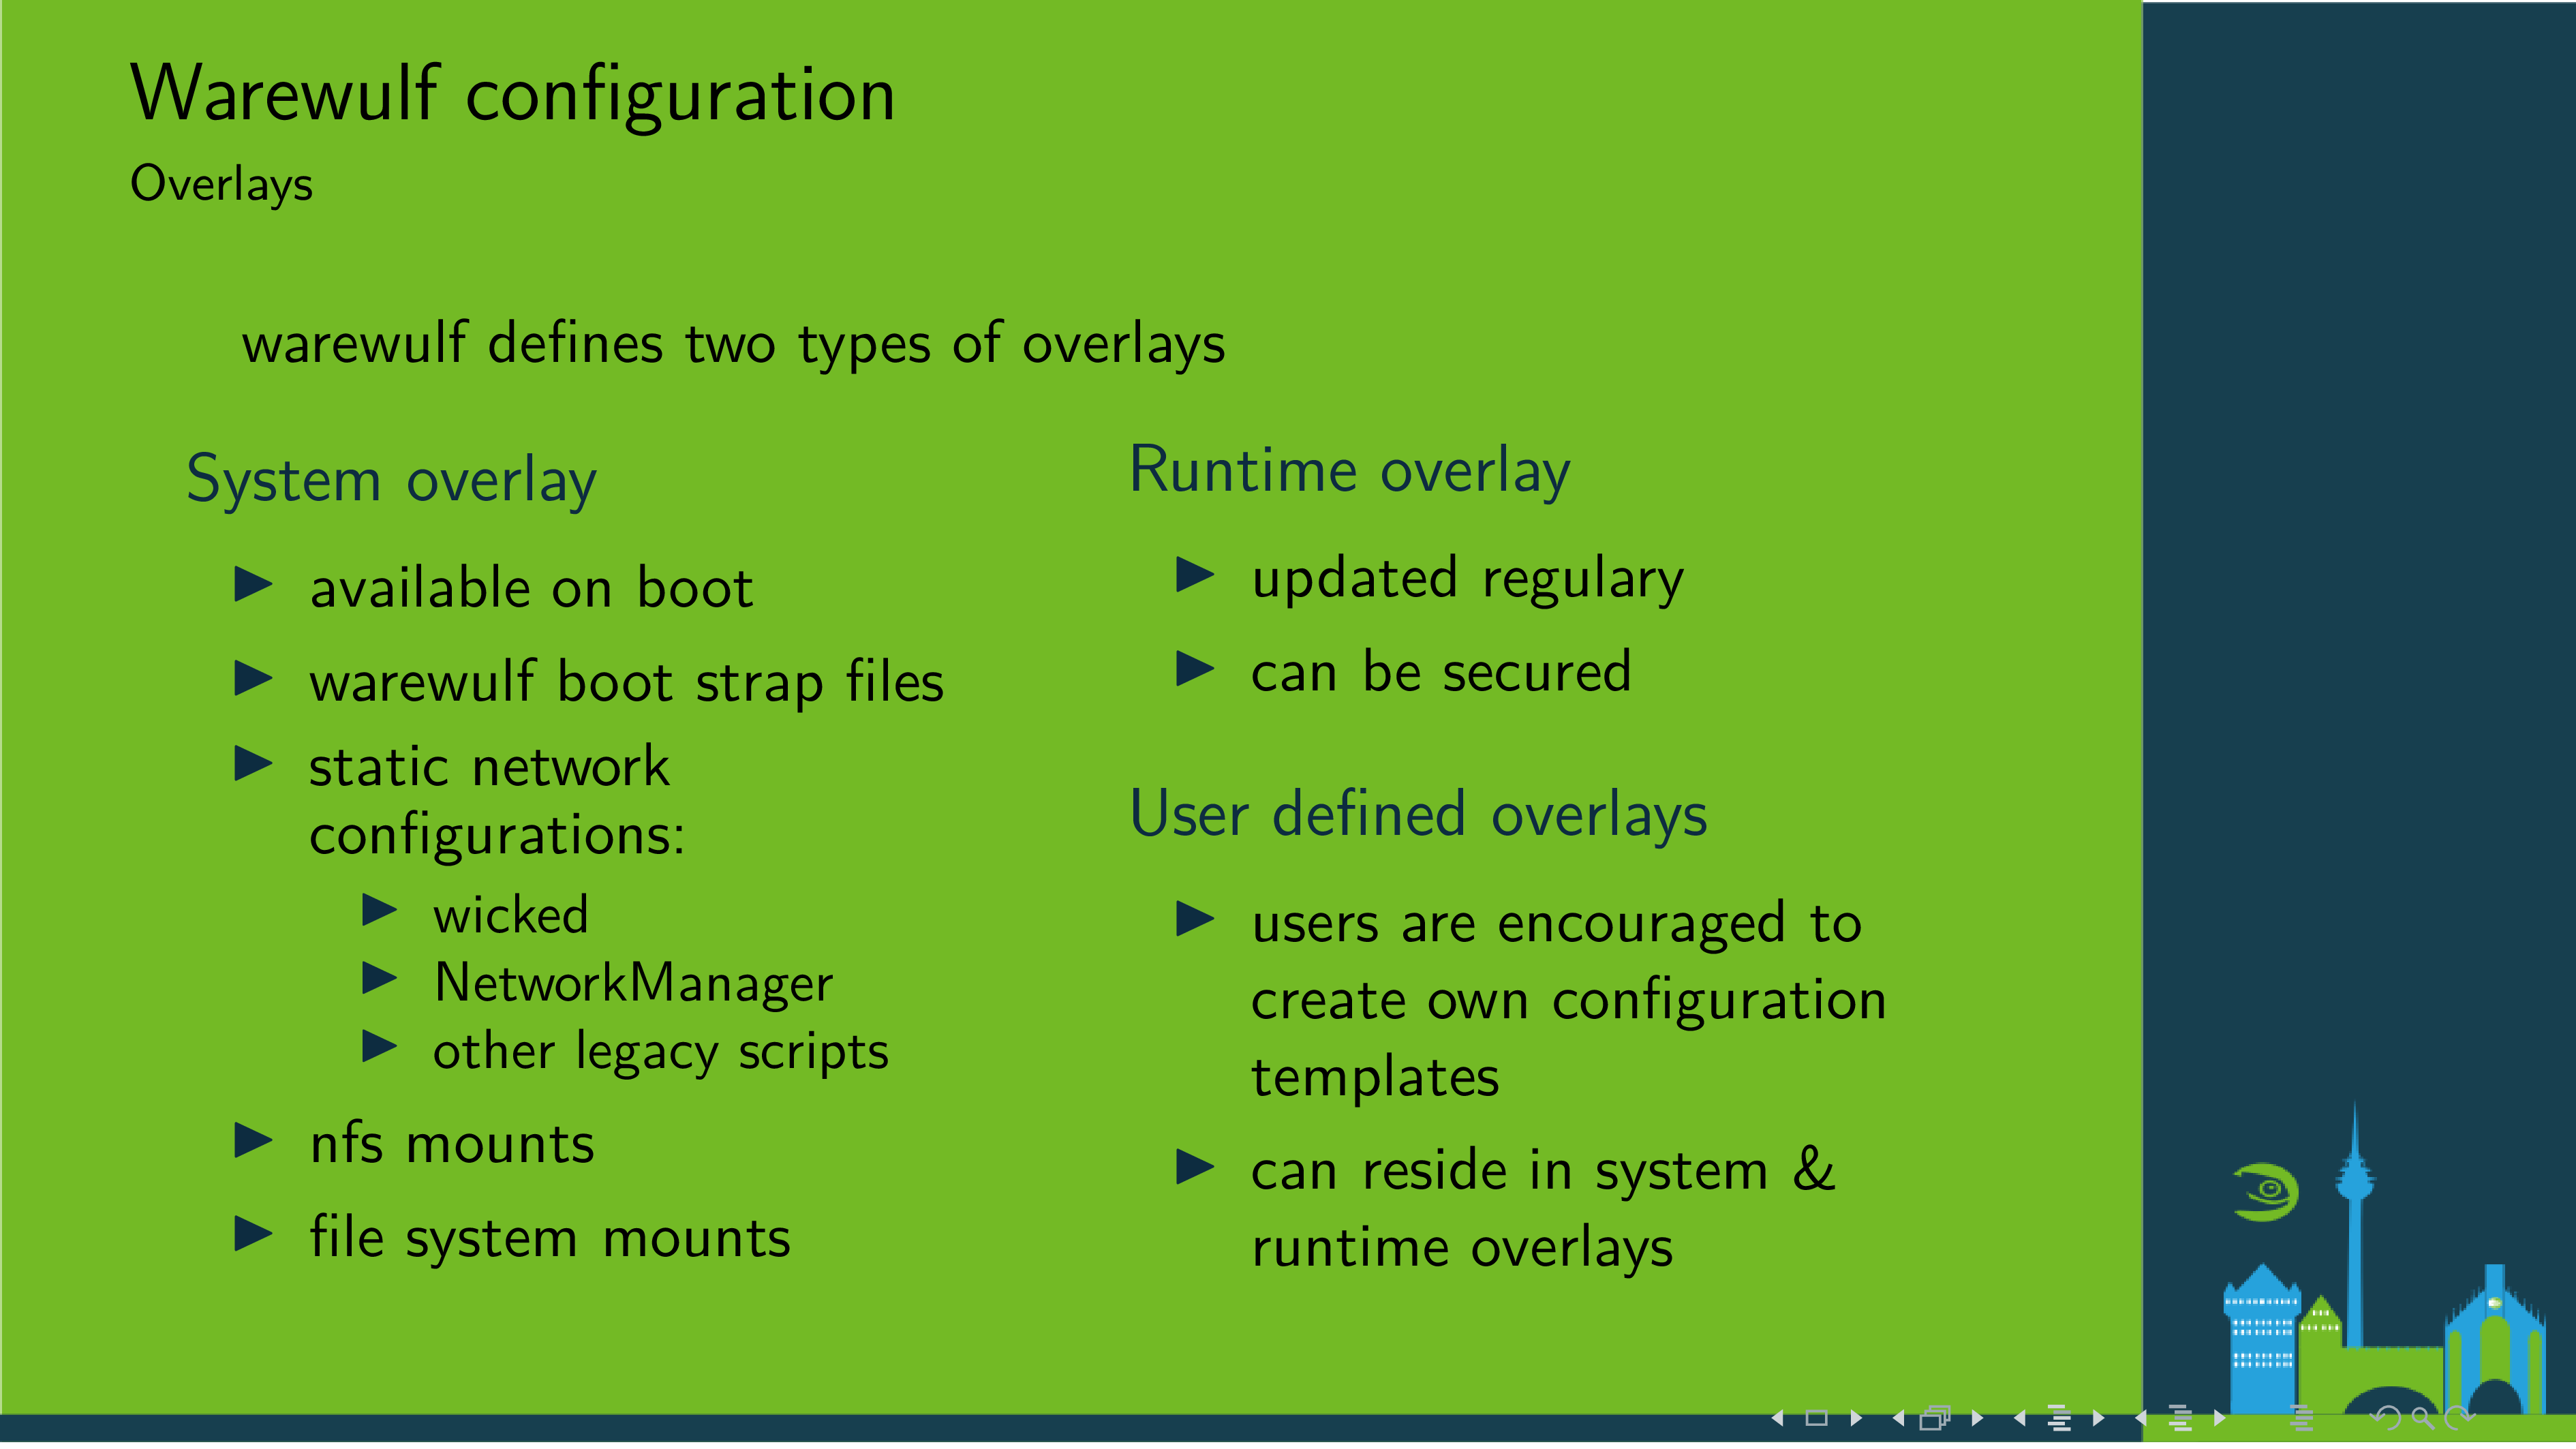 Warewulf configuration
Overlays
warewulf defines two types of overlays
System overlay
available on boot
warewulf boot strap files
static network
configurations:
wicked
NetworkManager
other legacy scripts
nfs mounts
file system mounts
Runtime overlay
updated regulary
can be secured
User defined overlays
users are encouraged to
create own configuration
templates
can reside in system &
runtime overlays